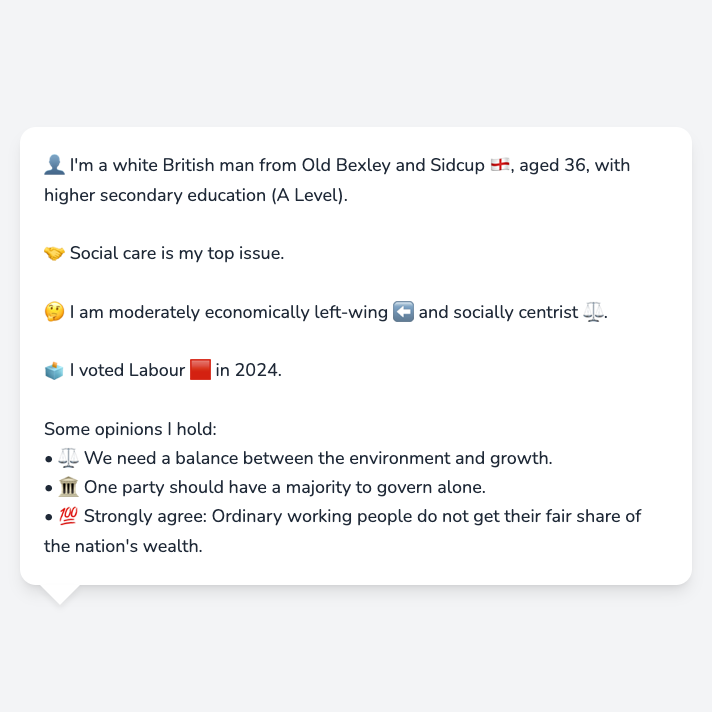 👤 I'm a white British man from Old Bexley and Sidcup 🏴󠁧󠁢󠁥󠁮󠁧󠁿, aged 36, with
higher secondary education (A Level).
🤝 Social care is my top issue.
🤔 I am moderately economically left-wing ⬅️ and socially centrist ⚖️.
🗳️ I voted Labour 🟥 in 2024.
Some opinions I hold:
• ⚖️ We need a balance between the environment and growth.
• 🏛️ One party should have a majority to govern alone.
• 💯 Strongly agree: Ordinary working people do not get their fair share of
the nation's wealth.